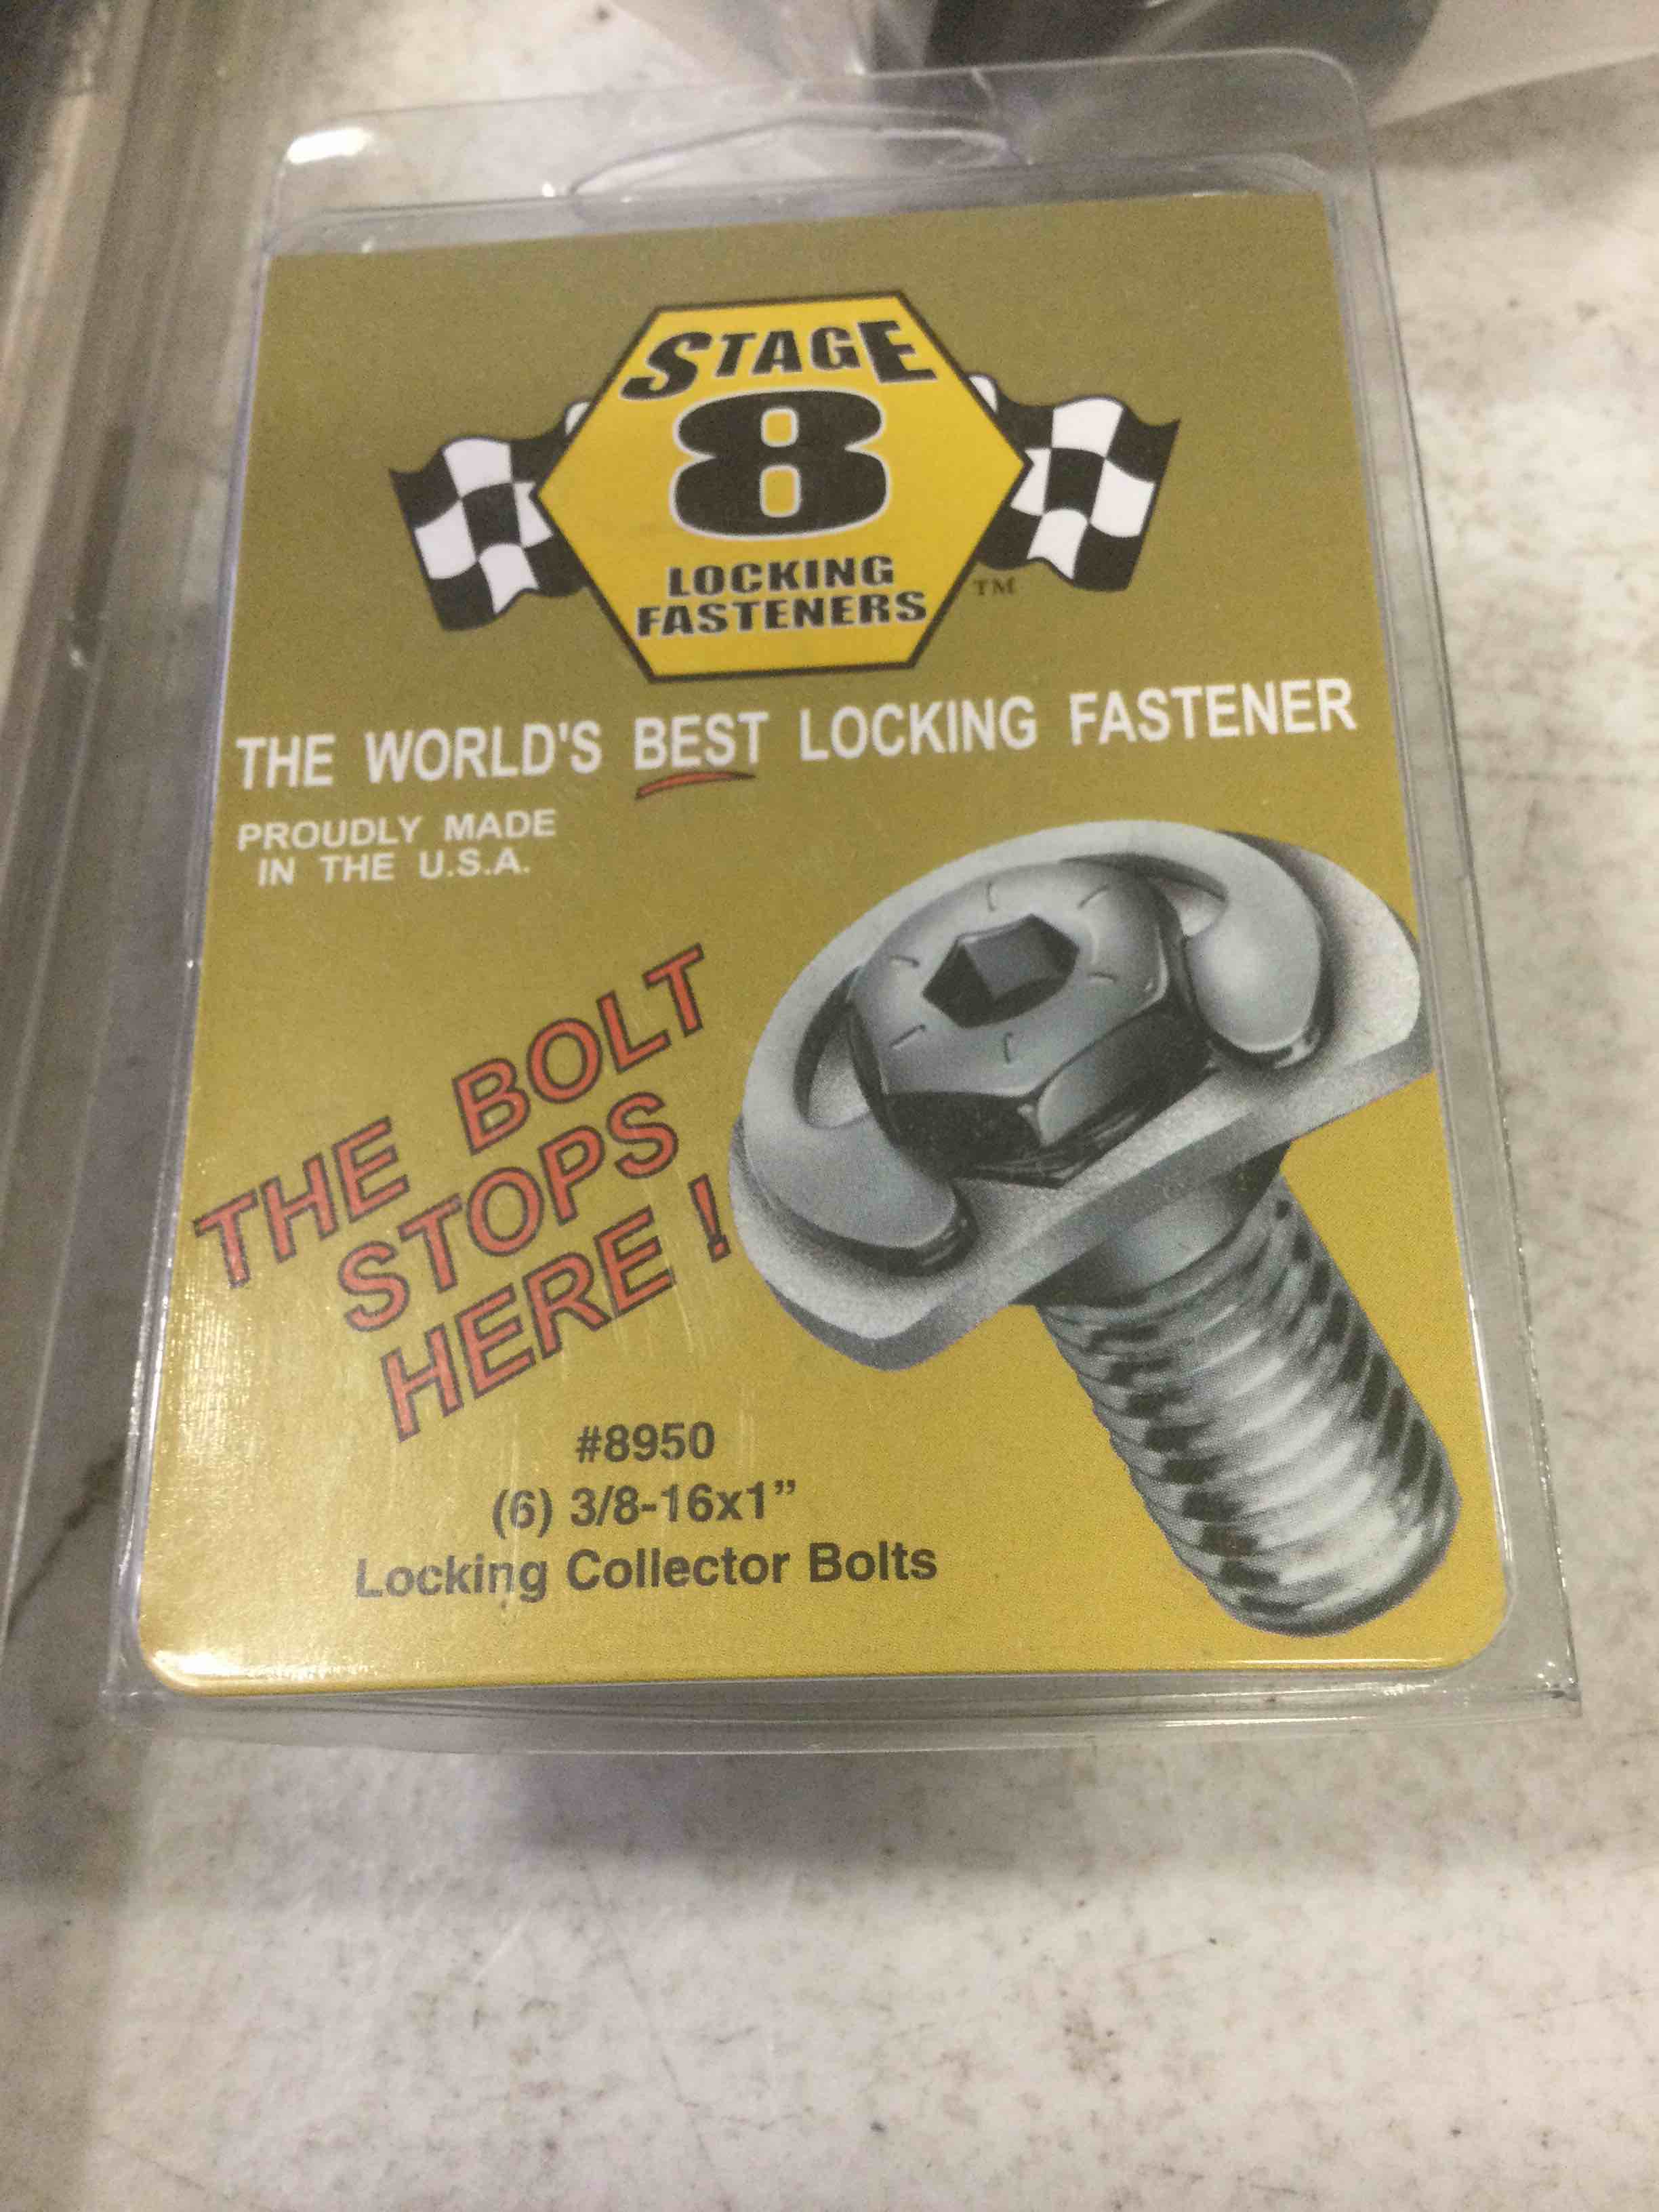 STAGE
8
LOCKING
FASTENERS
TM
THE WORLD'S BEST LOCKING FASTENER
PROUDLY MADE
IN THE U.S.A.
THE BOLT
STOPS
HERE !
#8950
(6) 3/8-16x1”
Locking Collector Bolts